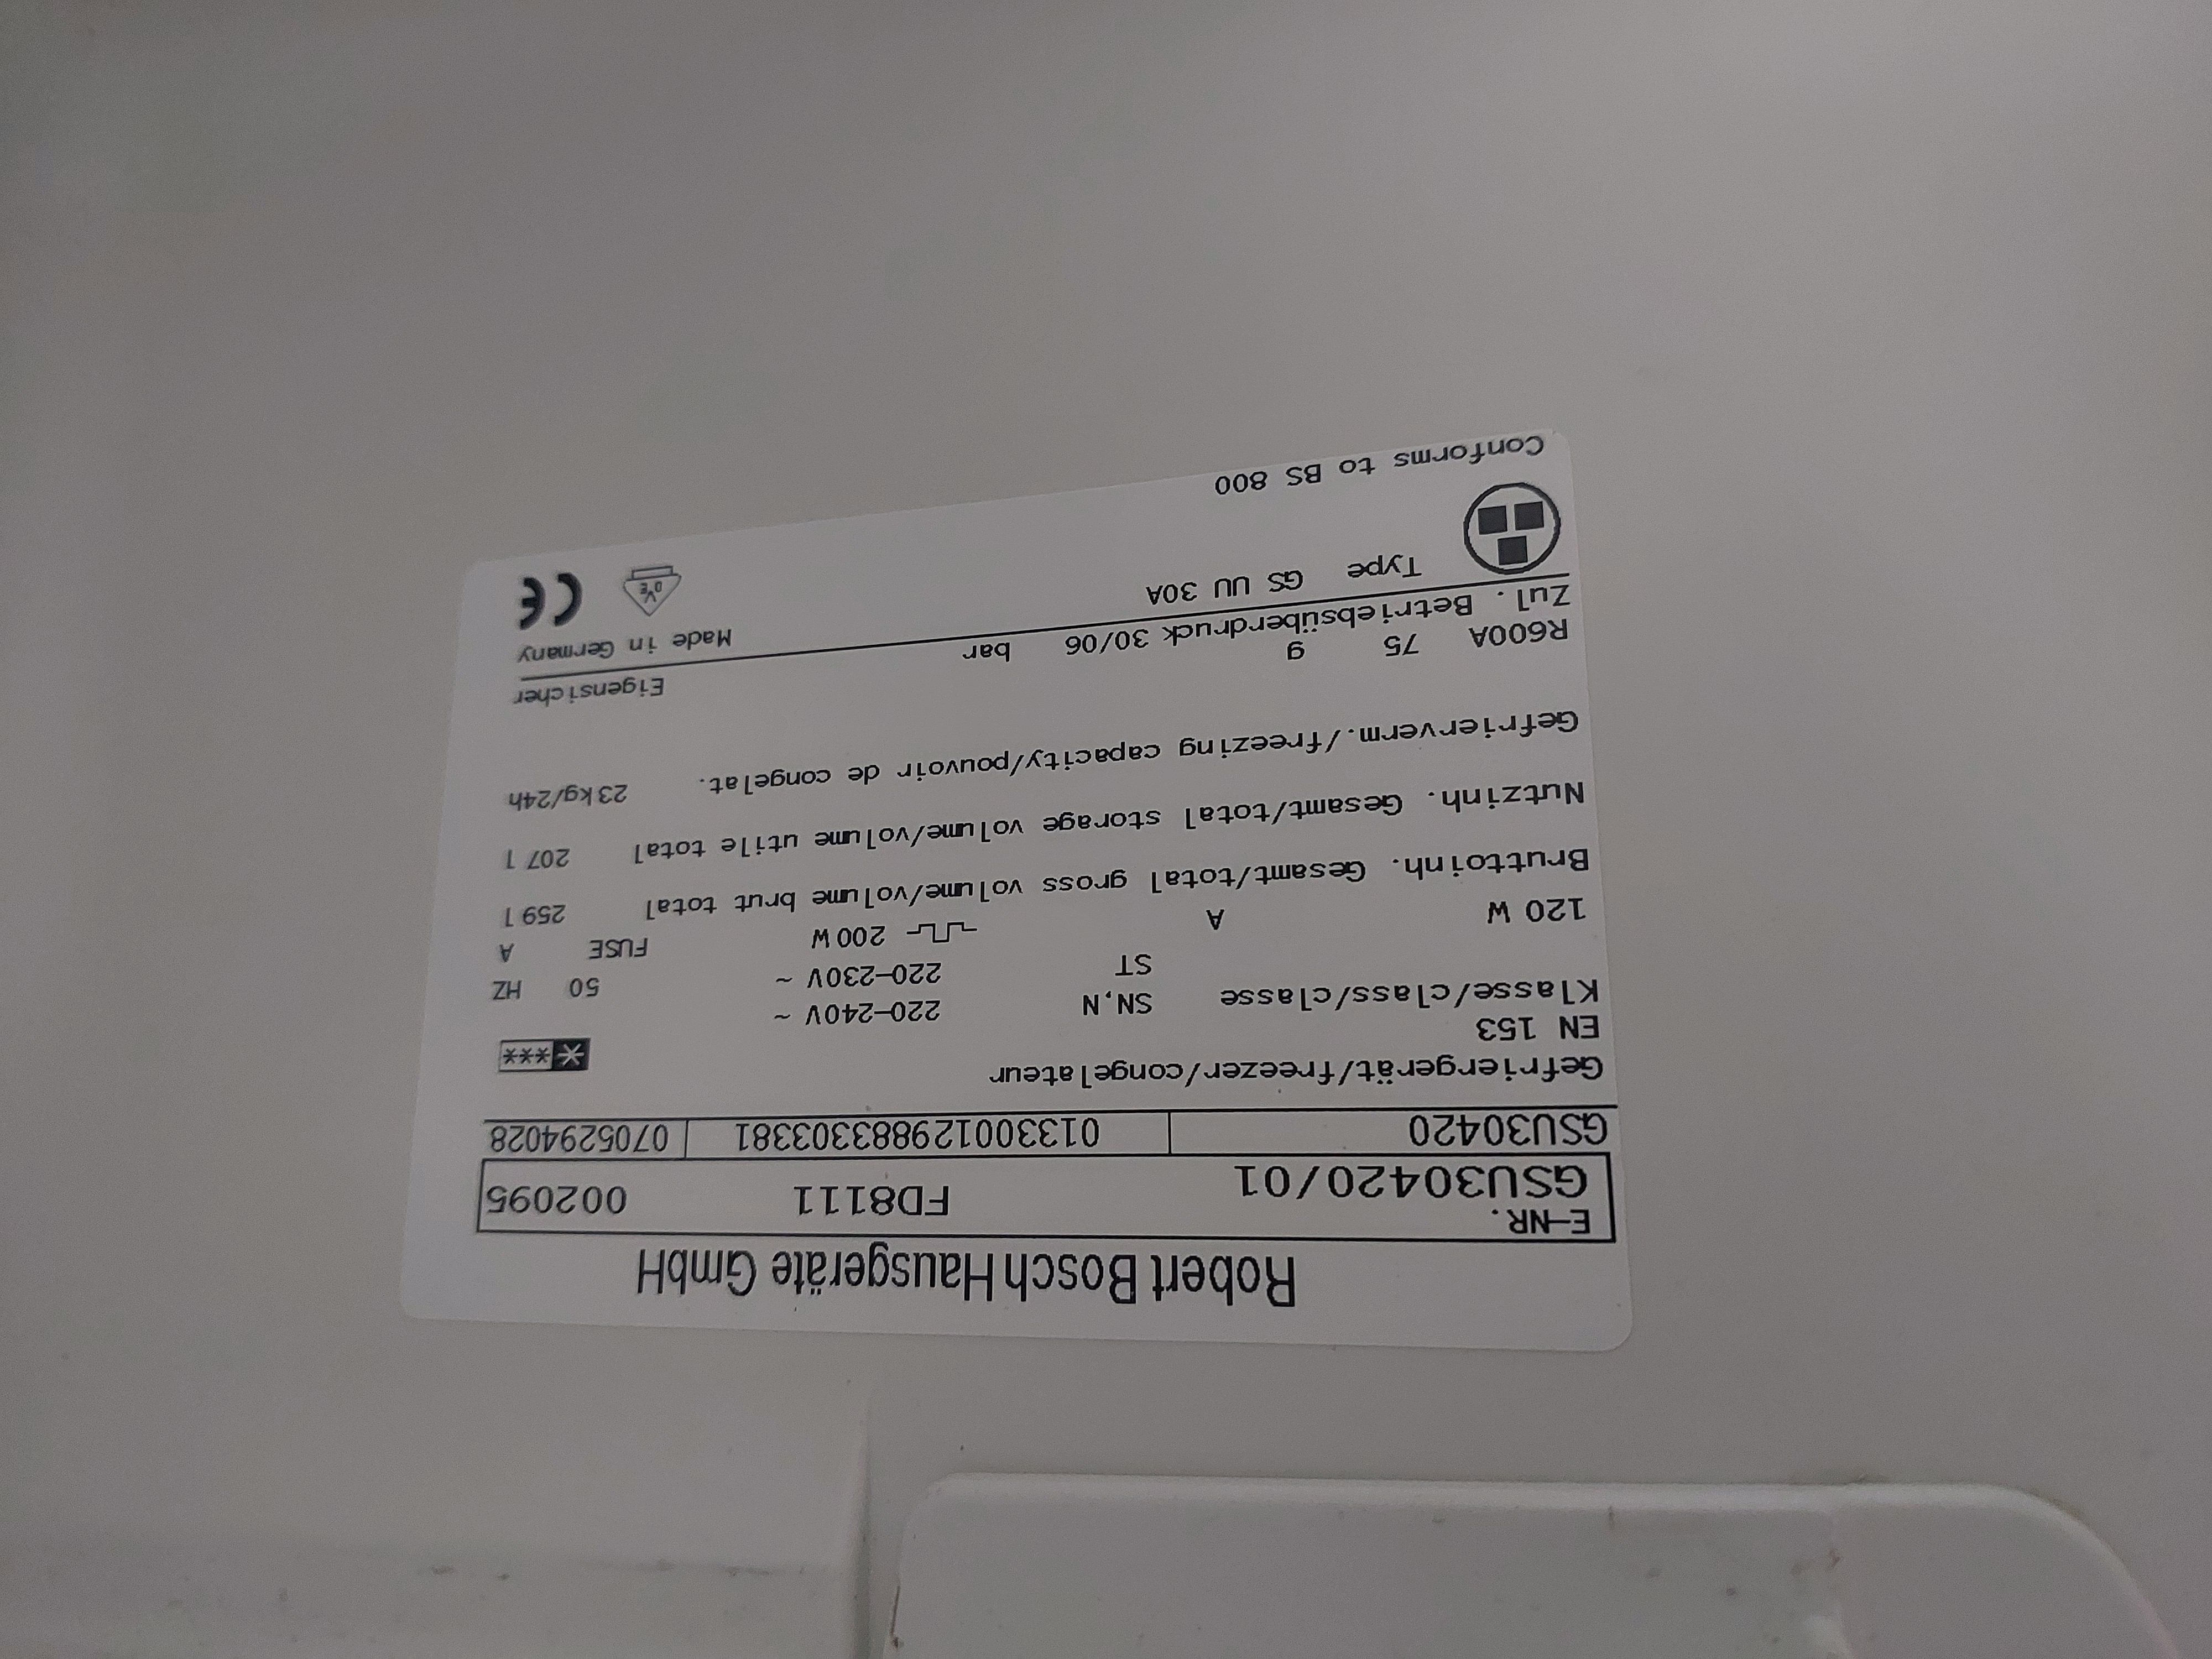 Robert Bosch Hausgeräte GmbH
E-NR.
GSU30420/01 FD8111 002095
GSU30420 013300129883303381 0705294028
Gefriergerät/freezer/congelateur ****
EN 153
Klasse/class/classe SN,N 220-240V ~
ST 220-230V ~ 50 HZ
120 W A 200 W FUSE A
Bruttoinh. Gesamt/total gross volume/volume brut total 259 l
Nutzinh. Gesamt/total storage volume/volume utile total 207 l
Gefrierverm./freezing capacity/pouvoir de congelat. 23 kg/24h
R600A 75 g
Zul. Betriebsüberdruck 30/06 bar Eigensicher
Type GS UU 30A Made in Germany
VDE CE
Conforms to BS 800